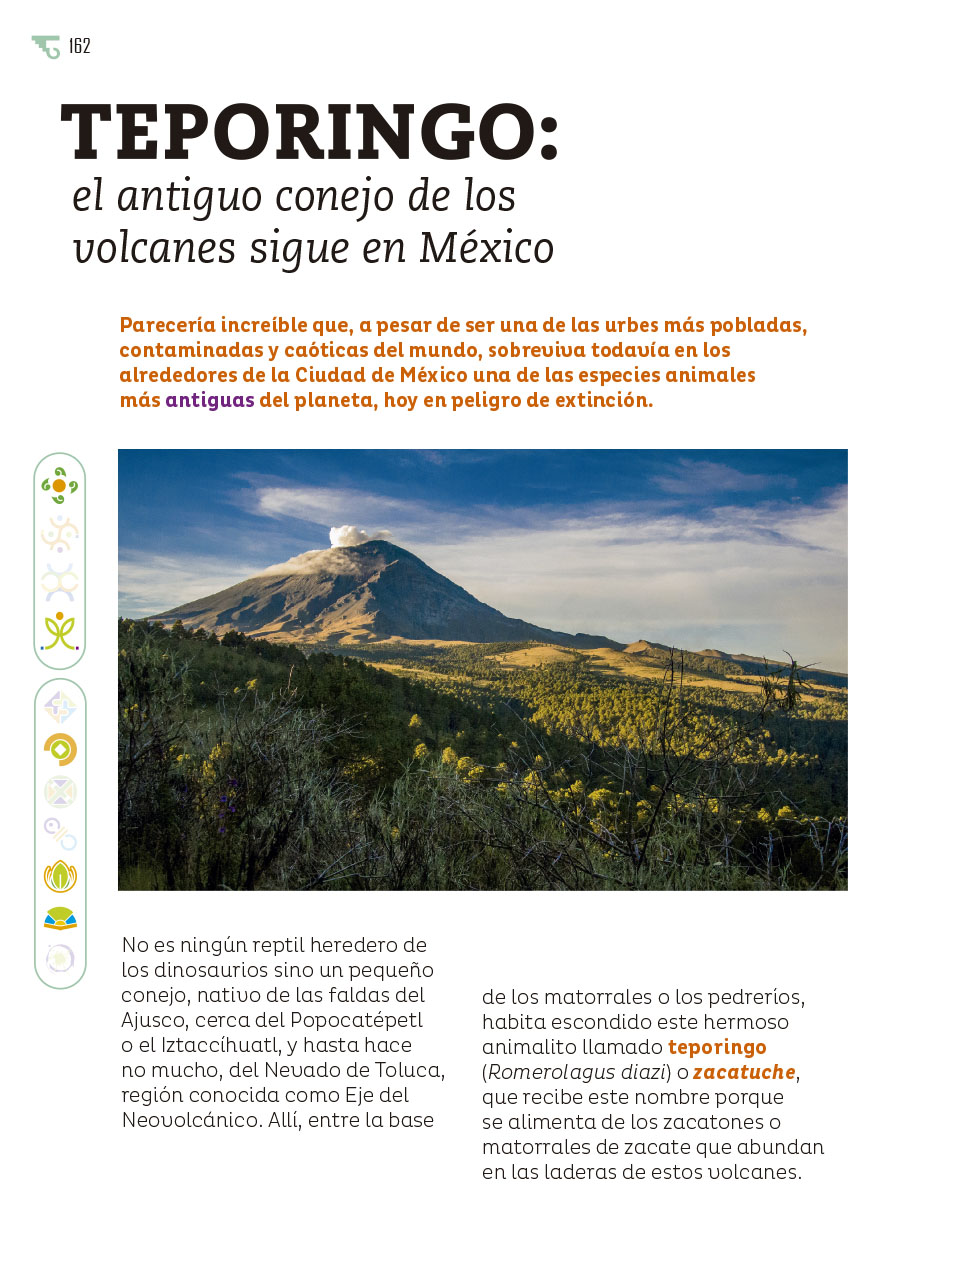 162
TEPORINGO:
el antiguo conejo de los
volcanes sigue en México
Parecería increíble que, a pesar de ser una de las urbes más pobladas,
contaminadas y caóticas del mundo, sobreviva todavía en los
alrededores de la Ciudad de México una de las especies animales
más antiguas del planeta, hoy en peligro de extinción.
No es ningún reptil heredero de
los dinosaurios sino un pequeño
conejo, nativo de las faldas del
Ajusco, cerca del Popocatépetl
o el Iztaccíhuatl, y hasta hace
no mucho, del Nevado de Toluca,
región conocida como Eje del
Neovolcánico. Allí, entre la base
de los matorrales o los pedreríos,
habita escondido este hermoso
animalito llamado teporingo
(Romerolagus diazi) o zacatuche,
que recibe este nombre porque
se alimenta de los zacatones o
matorrales de zacate que abundan
en las laderas de estos volcanes.